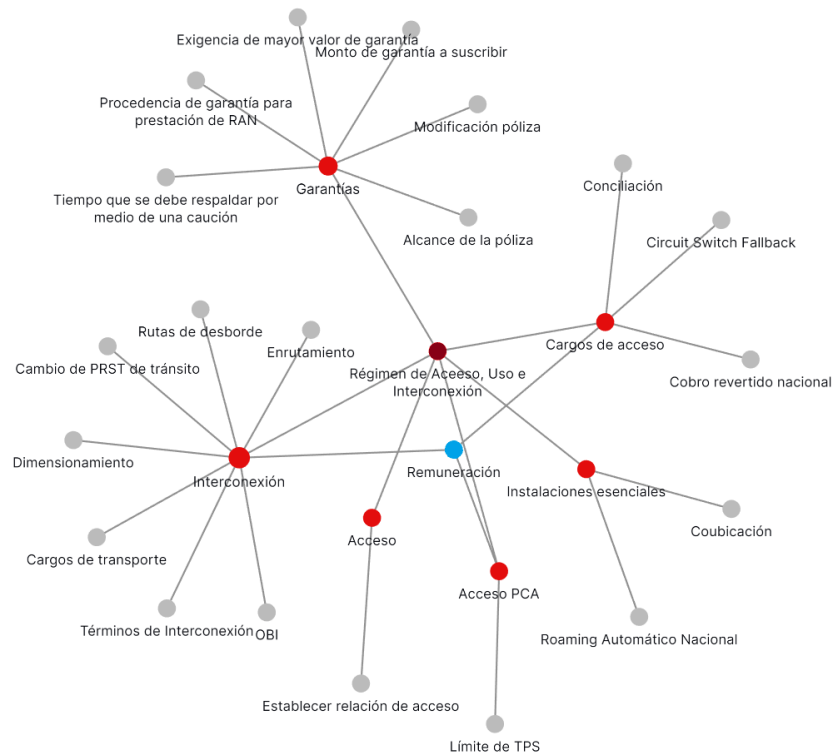 Exigencia de mayor valor de garantía
Monto de garantía a suscribir
Procedencia de garantía para
prestación de RAN
Modificación póliza
Garantías
Tiempo que se debe respaldar por
medio de una caución
Alcance de la póliza
Conciliación
Circuit Switch Fallback
Cargos de acceso
Cobro revertido nacional
Rutas de desborde
Enrutamiento
Cambio de PRST de tránsito
Régimen de Aceeso, Uso e
Interconexión
Dimensionamiento
Interconexión
Remuneración
Instalaciones esenciales
Coubicación
Acceso
Cargos de transporte
Acceso PCA
Términos de Interconexión
OBI
Roaming Automático Nacional
Establecer relación de acceso
Límite de TPS